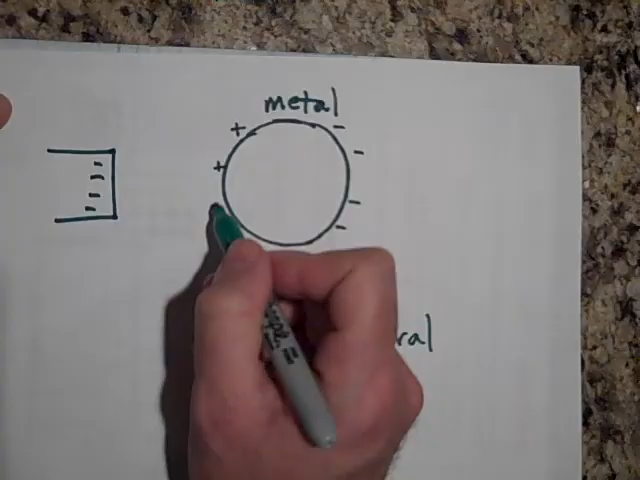 metal
+ -
+ -
- - - -
-
-